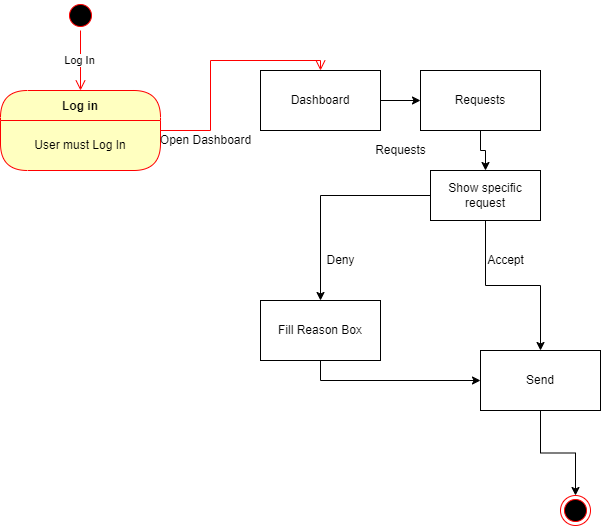 Log In
Log in
User must Log In
Open Dashboard
Dashboard
Requests
Requests
Show specific
request
Deny
Accept
Fill Reason Box
Send